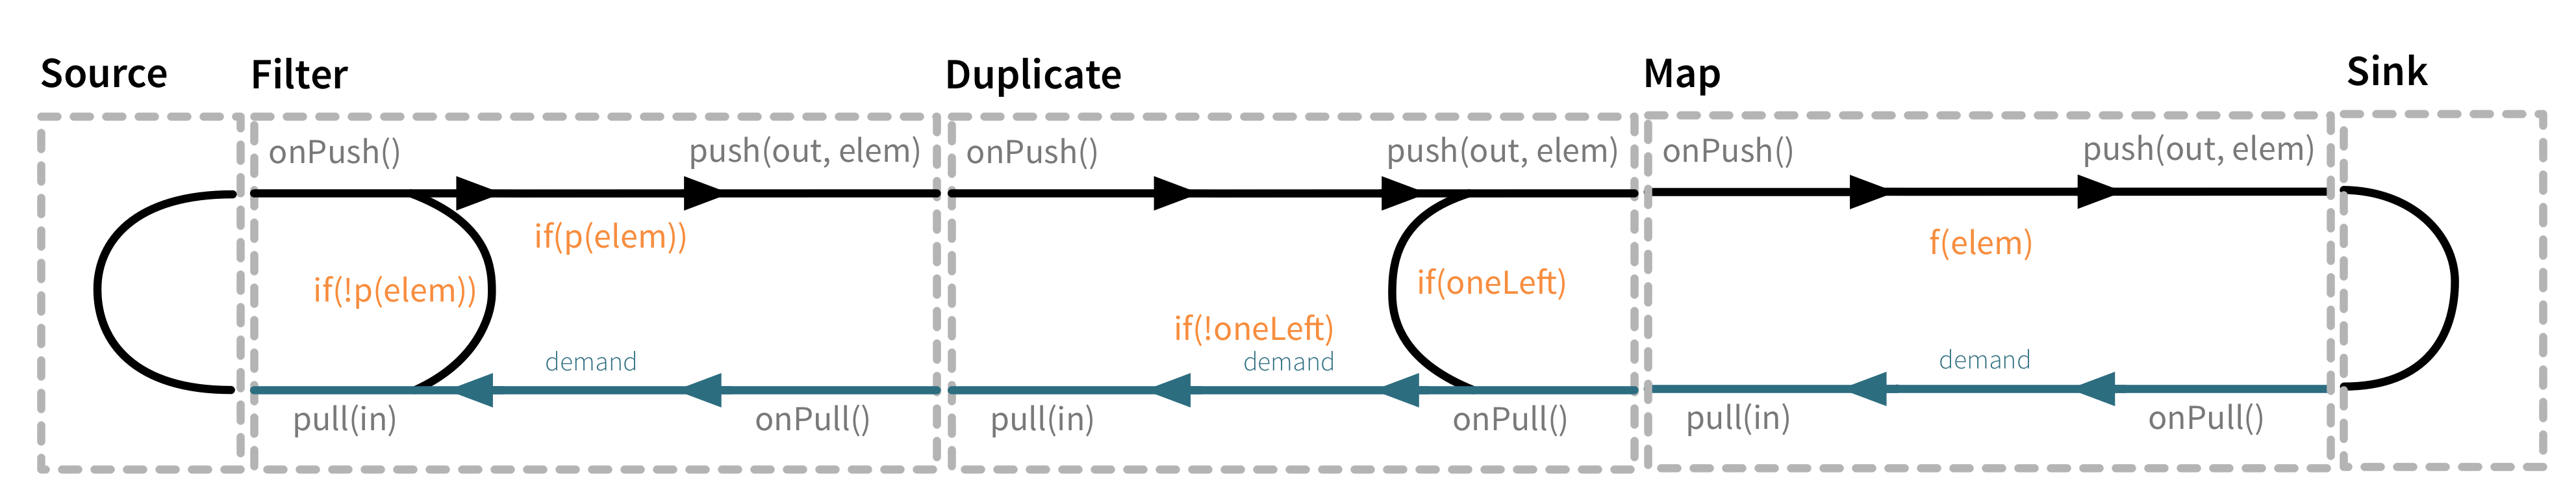 Source
Filter
Duplicate
Map
Sink
onPush()
push(out, elem)
onPush()
push(out, elem)
onPush()
push(out, elem)
if(p(elem))
f(elem)
if(!p(elem))
if(oneLeft)
if(!oneLeft)
demand
demand
demand
pull(in)
onPull()
pull(in)
onPull()
pull(in)
onPull()